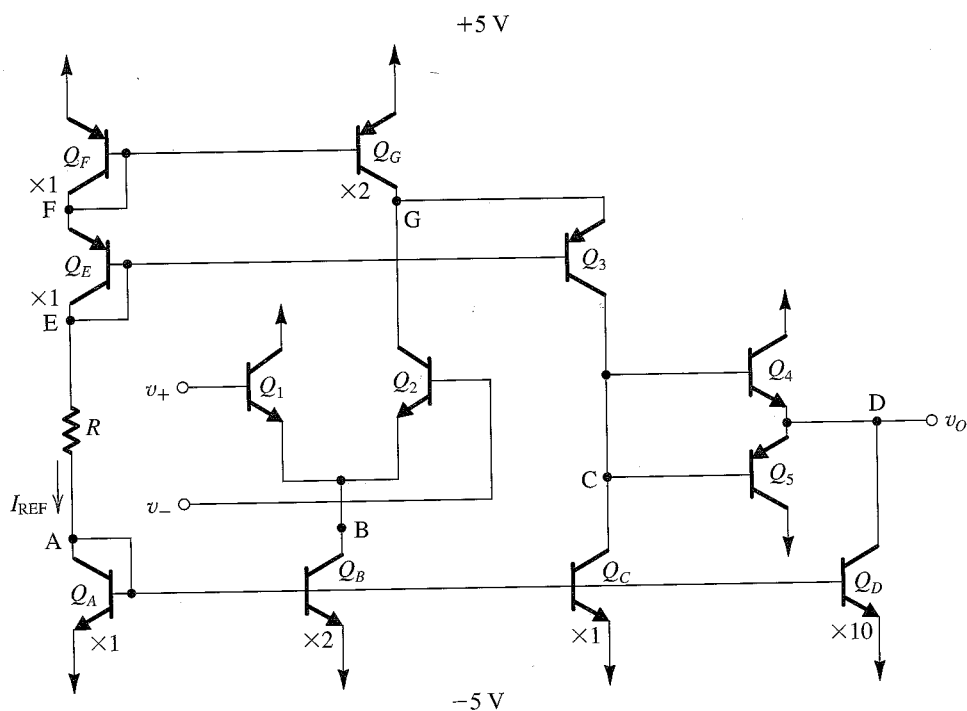 +5 V
Q_F
×1
Q_G
×2
F
G
Q_E
×1
Q_3
E
v_+
Q_1
Q_2
Q_4
D
v_O
R
C
Q_5
I_REF
v_−
A
B
Q_A
×1
Q_B
×2
Q_C
×1
Q_D
×10
−5 V